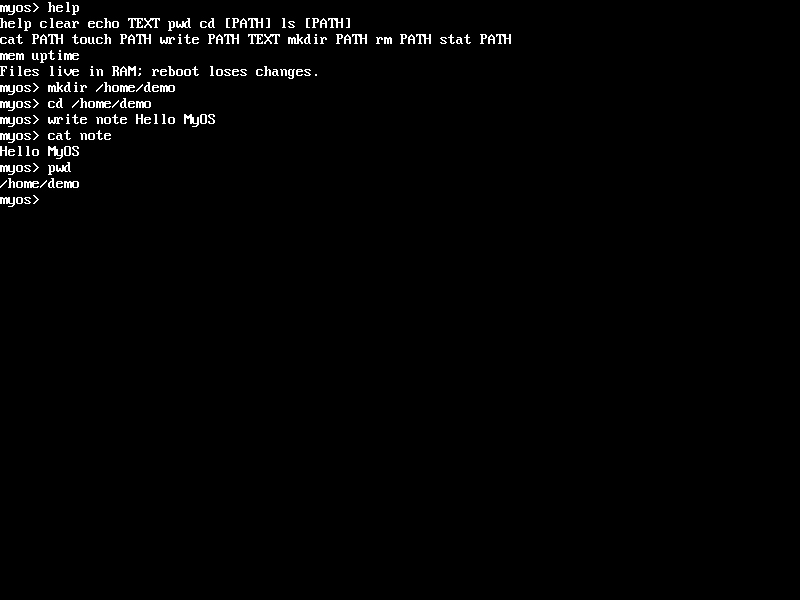 myos> help
help clear echo TEXT pwd cd [PATH] ls [PATH]
cat PATH touch PATH write PATH TEXT mkdir PATH rm PATH stat PATH
mem uptime
Files live in RAM; reboot loses changes.
myos> mkdir /home/demo
myos> cd /home/demo
myos> write note Hello MyOS
myos> cat note
Hello MyOS
myos> pwd
/home/demo
myos>